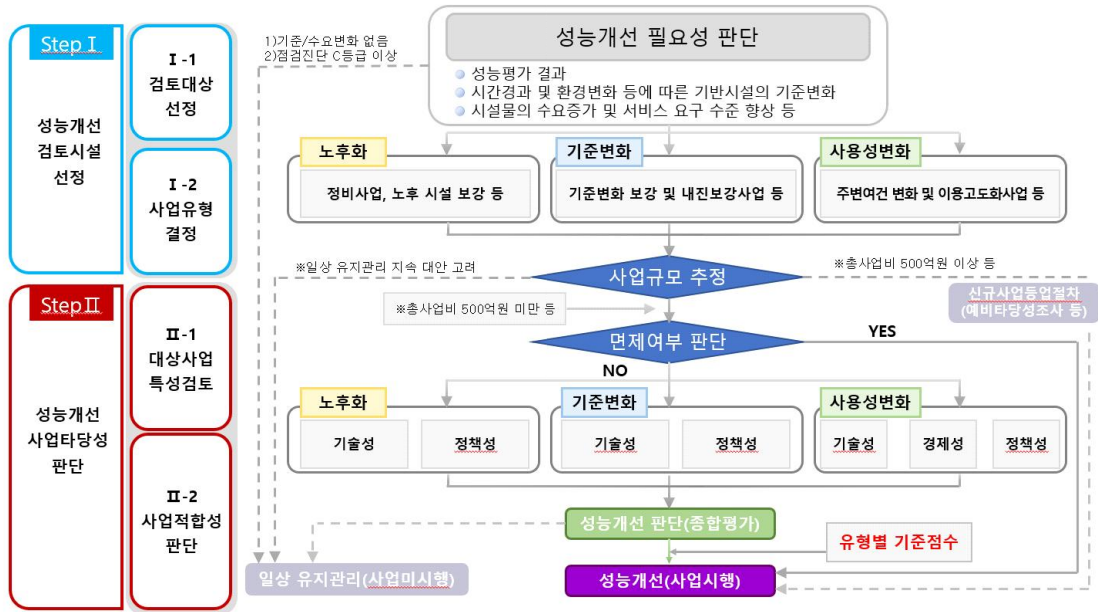 Step Ⅰ
성능개선
검토시설
선정
Ⅰ-1
검토대상
선정
Ⅰ-2
사업유형
결정
Step Ⅱ
성능개선
사업타당성
판단
Ⅱ-1
대상사업
특성검토
Ⅱ-2
사업적합성
판단
1)기준/수요변화 없음
2)점검진단 C등급 이상
성능개선 필요성 판단
성능평가 결과
시간경과 및 환경변화 등에 따른 기반시설의 기준변화
시설물의 수요증가 및 서비스 요구 수준 향상 등
노후화
정비사업, 노후 시설 보강 등
기준변화
기준변화 보강 및 내진보강사업 등
사용성변화
주변여건 변화 및 이용고도화사업 등
※일상 유지관리 지속 대안 고려
사업규모 추정
※총사업비 500억원 이상 등
※총사업비 500억원 미만 등
신규사업등업절차
(예비타당성조사 등)
면제여부 판단
YES
NO
노후화
기술성
정책성
기준변화
기술성
정책성
사용성변화
기술성
경제성
정책성
성능개선 판단(종합평가)
유형별 기준점수
일상 유지관리(사업미시행)
성능개선(사업시행)